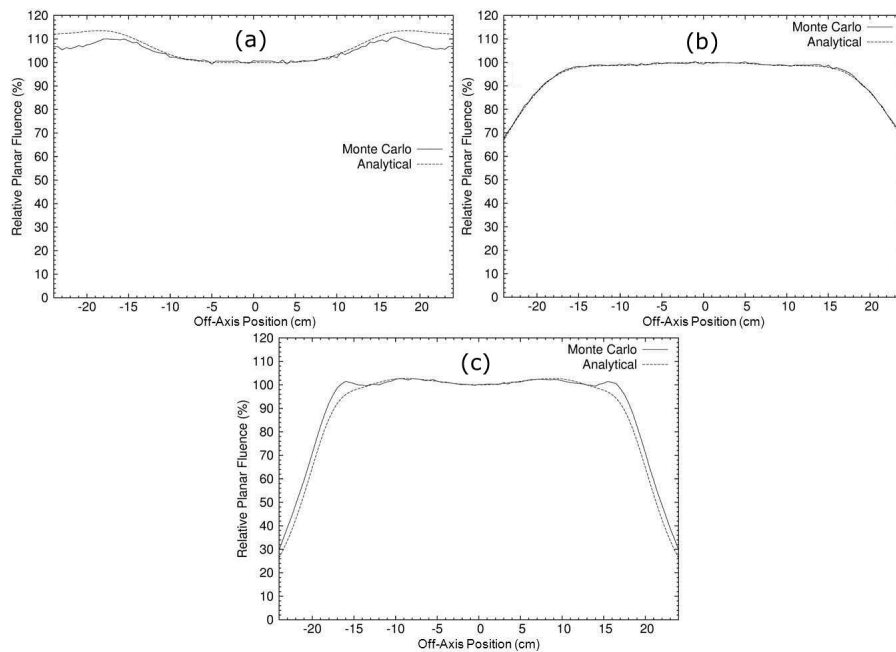 120
110
100
90
80
70
60
50
40
30
20
10
0
Relative Planar Fluence (%)
(a)
Monte Carlo
Analytical
-20 -15 -10 -5 0 5 10 15 20
Off-Axis Position (cm)
120
110
100
90
80
70
60
50
40
30
20
10
0
Relative Planar Fluence (%)
(b)
Monte Carlo
Analytical
-20 -15 -10 -5 0 5 10 15 20
Off-Axis Position (cm)
120
110
100
90
80
70
60
50
40
30
20
10
0
Relative Planar Fluence (%)
(c)
Monte Carlo
Analytical
-20 -15 -10 -5 0 5 10 15 20
Off-Axis Position (cm)